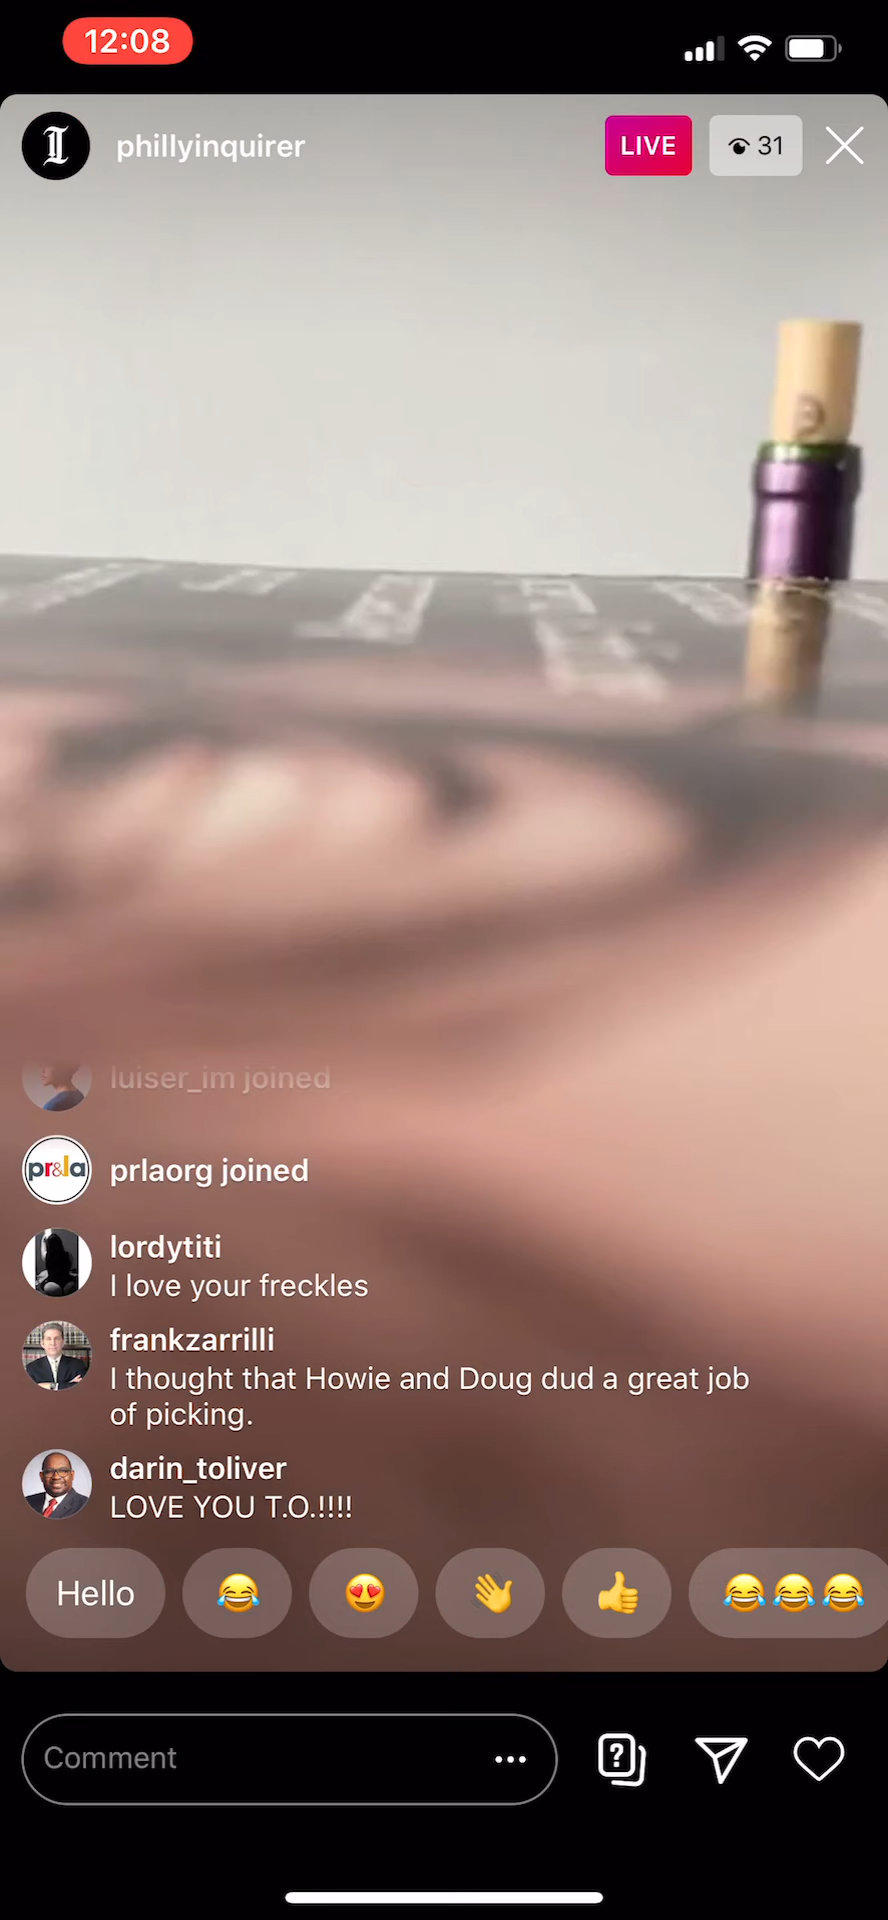 12:08
phillyinquirer
LIVE
31
luiser_im joined
pr&la
prlaorg joined
lordytiti
I love your freckles
frankzarrilli
I thought that Howie and Doug dud a great job
of picking.
darin_toliver
LOVE YOU T.O.!!!!
Hello
Comment